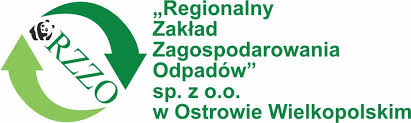 RZZO
„Regionalny
Zakład
Zagospodarowania
Odpadów”
sp. z o.o.
w Ostrowie Wielkopolskim